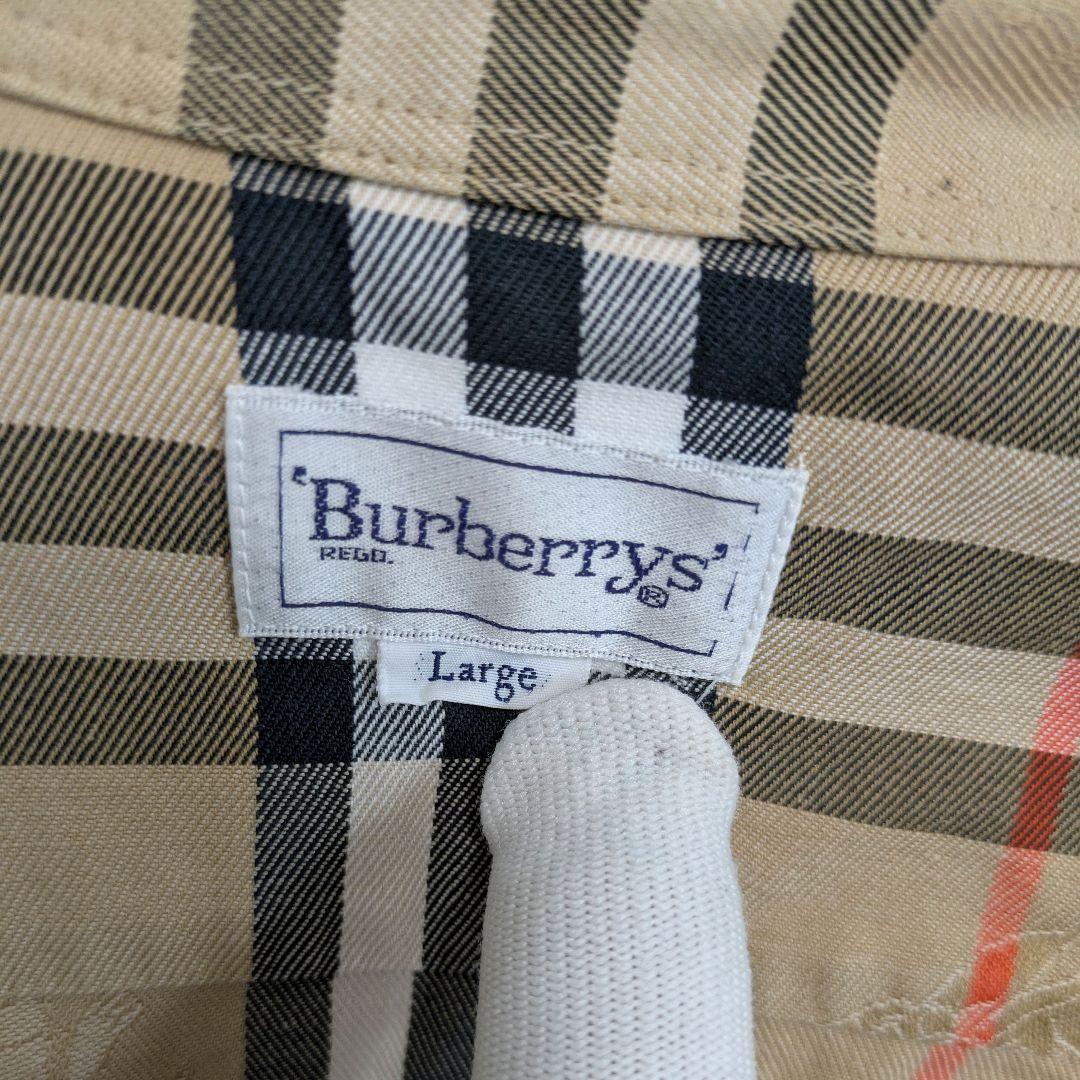 'Burberrys'
REGD. ®
Large